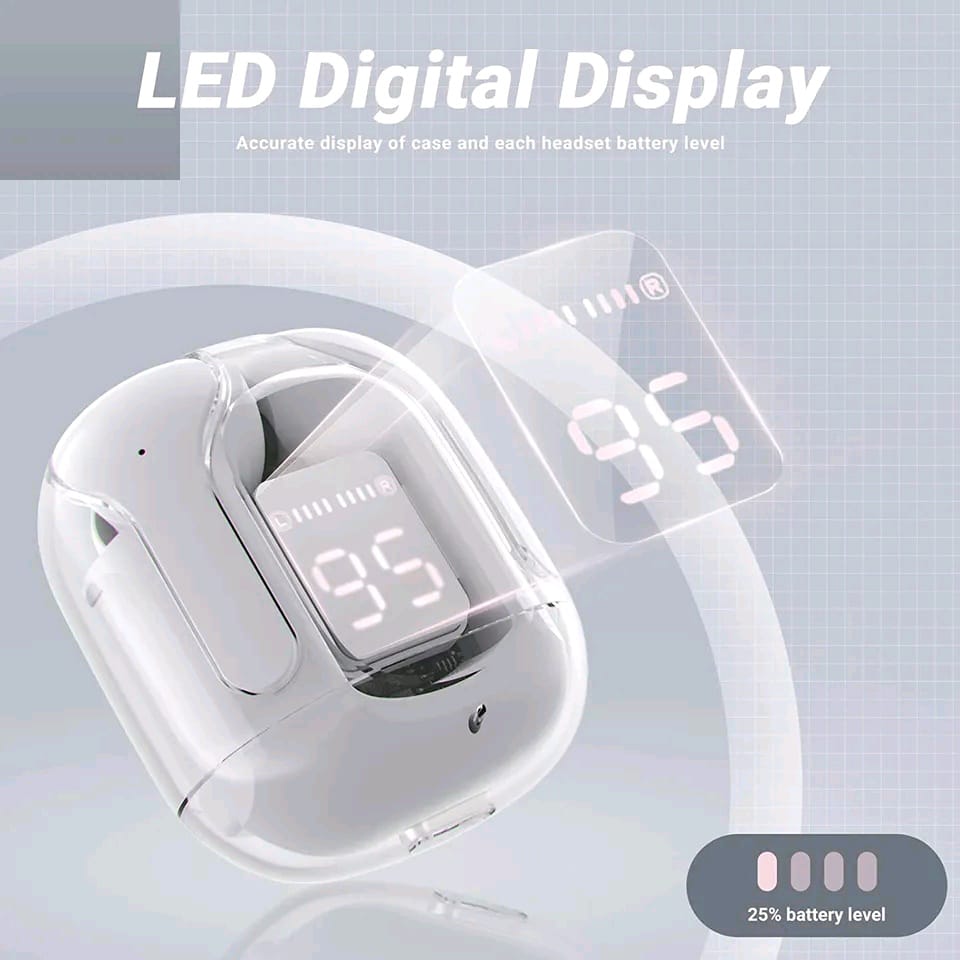 LED Digital Display
Accurate display of case and each headset battery level
R
95
L R
95
25% battery level